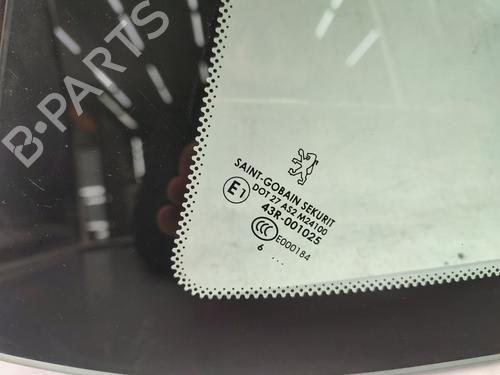 B-PARTS
SAINT-GOBAIN SEKURIT
DOT 27 AS2 M24100
E1
43R-001025
CCC
E000184
6 ...